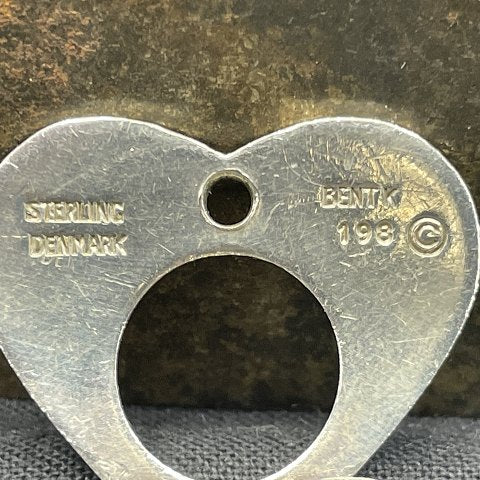 STERLING
DENMARK
BENT K
198 ©